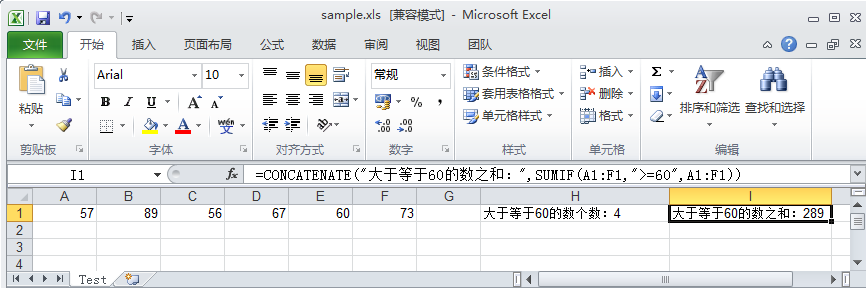 sample.xls [兼容模式] - Microsoft Excel
文件 开始 插入 页面布局 公式 数据 审阅 视图 团队
粘贴 Arial 10 常规 条件格式 插入 Σ
B I U 套用表格格式 删除 排序和筛选 查找和选择
A wén 文 .00 .0 单元格样式 格式
剪贴板 字体 对齐方式 数字 样式 单元格 编辑
I1 fx =CONCATENATE("大于等于60的数之和：",SUMIF(A1:F1,">=60",A1:F1))
A B C D E F G H I
1 57 89 56 67 60 73 大于等于60的数个数：4 大于等于60的数之和：289
2
3
4
Test